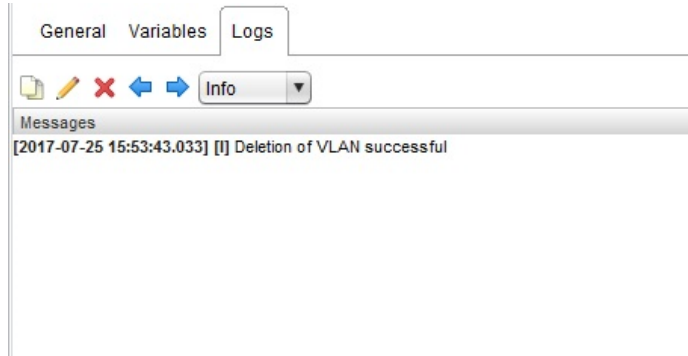 General Variables Logs
Info
Messages
[2017-07-25 15:53:43.033] [I] Deletion of VLAN successful